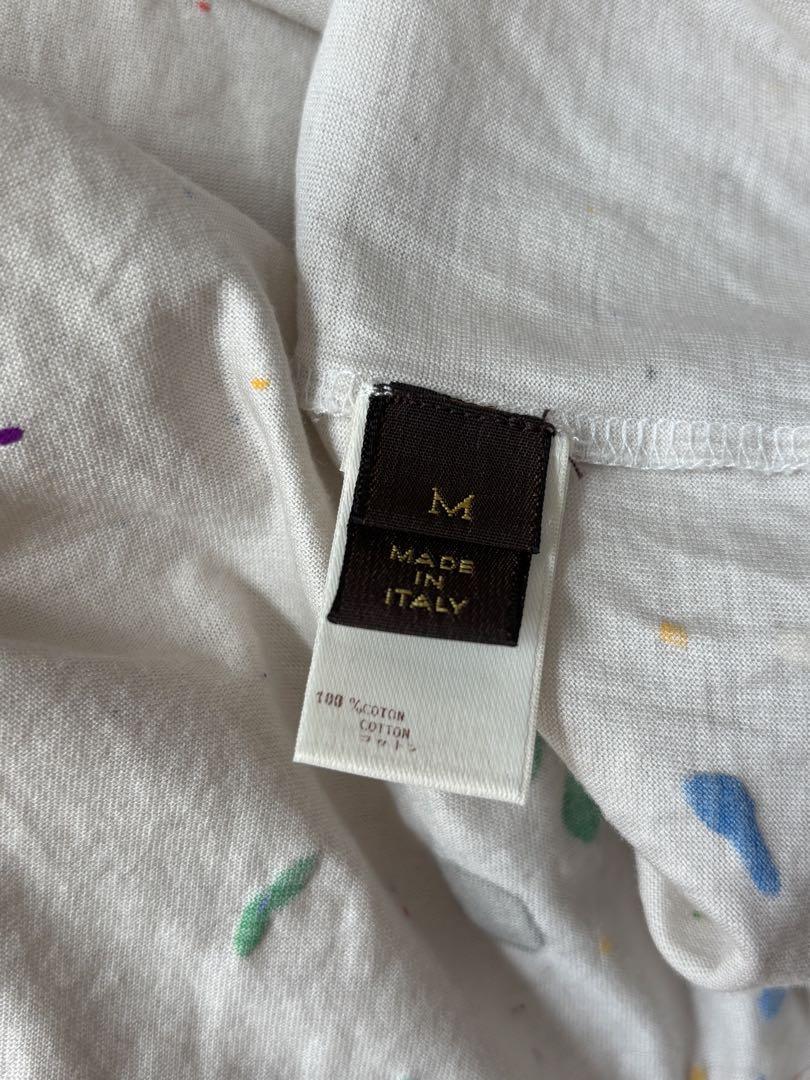 M
MADE
IN
ITALY
100 %COTON
COTTON
コットン